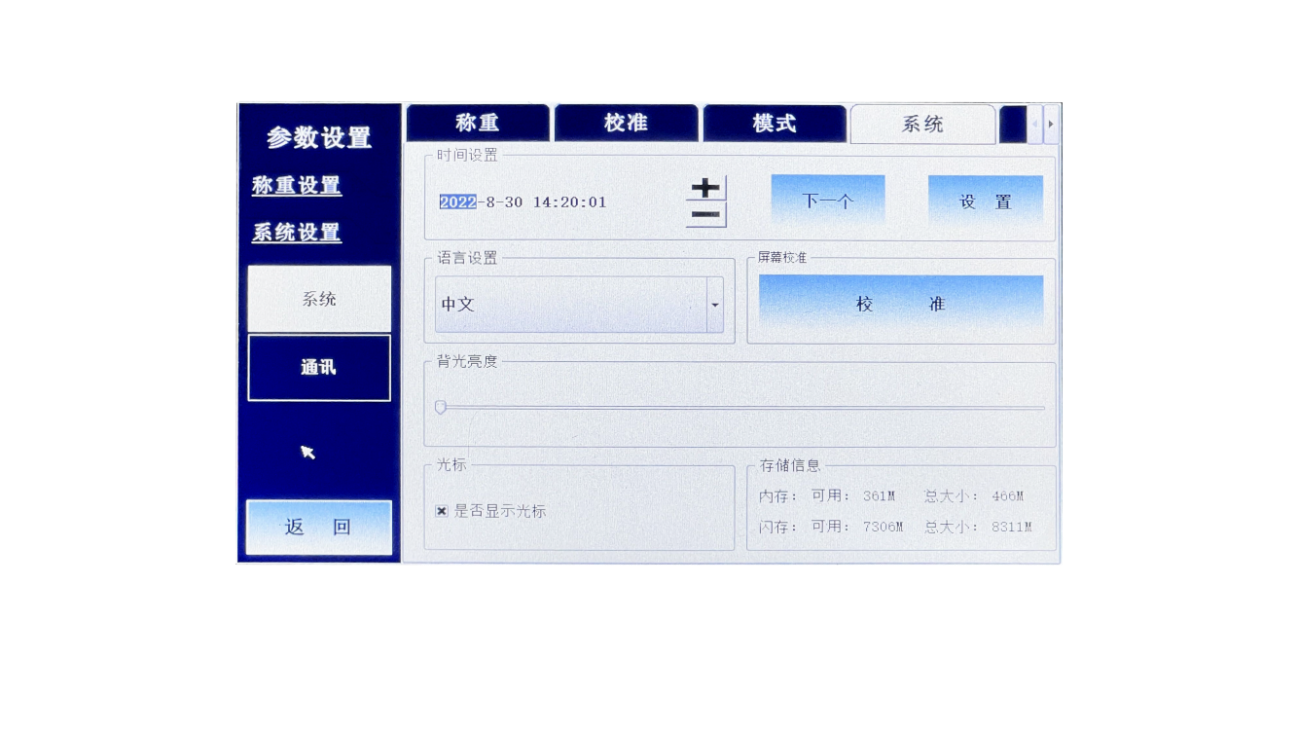 参数设置
称重设置
系统设置
系统
通讯
返 回
称重
校准
模式
系统
时间设置
2022-8-30 14:20:01
下一个
设 置
语言设置
中文
屏幕校准
校 准
背光亮度
光标
是否显示光标
存储信息
内存： 可用： 361M 总大小： 466M
闪存： 可用： 7306M 总大小： 8311M